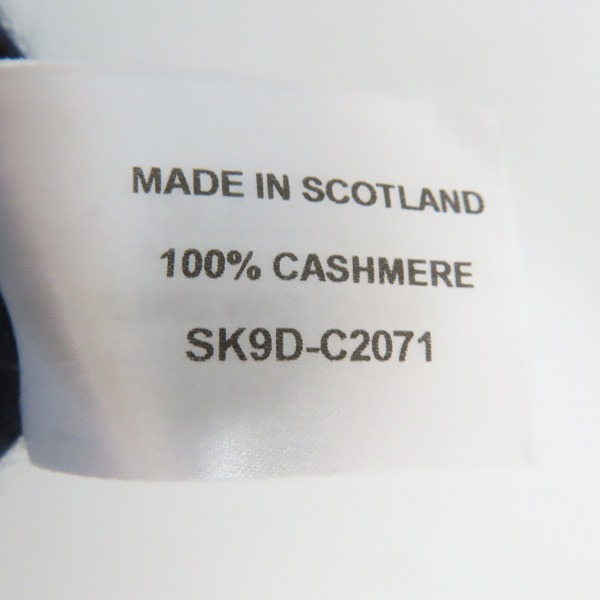 MADE IN SCOTLAND
100% CASHMERE
SK9D-C2071